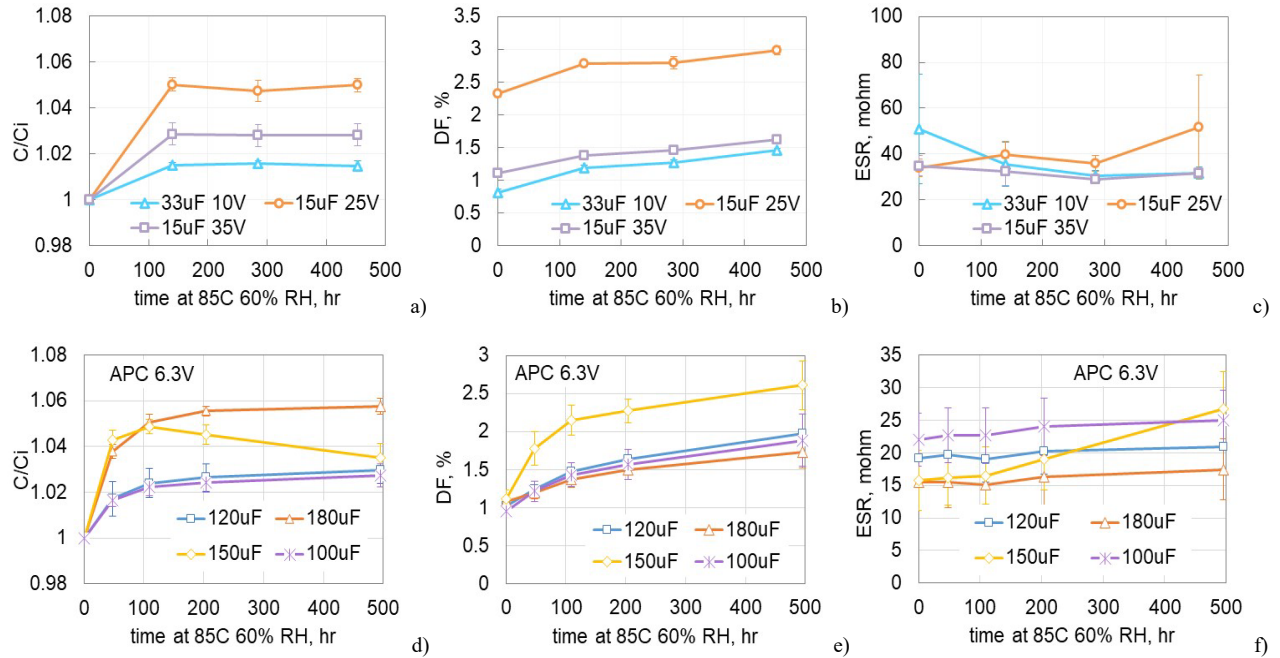 1.08
1.06
1.04
1.02
1
0.98
C/Ci
33uF 10V
15uF 25V
15uF 35V
0 100 200 300 400 500
time at 85C 60% RH, hr
a)
3.5
3
2.5
2
1.5
1
0.5
0
DF, %
33uF 10V
15uF 25V
15uF 35V
0 100 200 300 400 500
time at 85C 60% RH, hr
b)
100
80
60
40
20
0
ESR, mohm
33uF 10V
15uF 25V
15uF 35V
0 100 200 300 400 500
time at 85C 60% RH, hr
c)
1.08
1.06
1.04
1.02
1
0.98
C/Ci
APC 6.3V
120uF
180uF
150uF
100uF
0 100 200 300 400 500
time at 85C 60% RH, hr
d)
3
2.5
2
1.5
1
0.5
0
DF, %
APC 6.3V
120uF
180uF
150uF
100uF
0 100 200 300 400 500
time at 85C 60% RH, hr
e)
35
30
25
20
15
10
5
0
ESR, mohm
APC 6.3V
120uF
180uF
150uF
100uF
0 100 200 300 400 500
time at 85C 60% RH, hr
f)